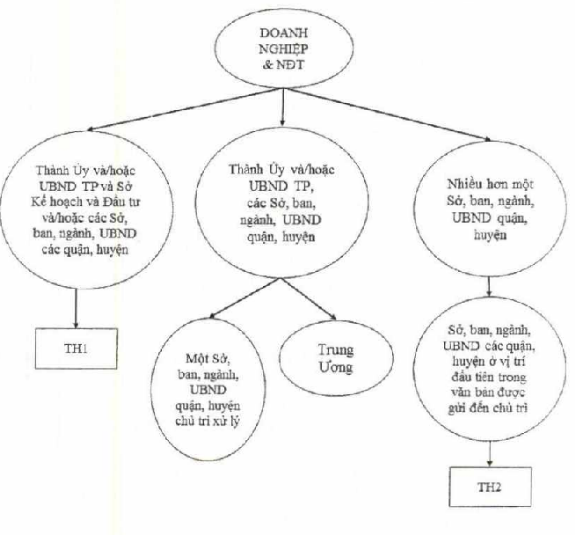 DOANH
NGHIỆP
& NĐT
Thành Ủy và/hoặc
UBND TP và Sở
Kế hoạch và Đầu tư
và/hoặc các Sở,
ban, ngành, UBND
các quận, huyện
Thành Ủy và/hoặc
UBND TP,
các Sở, ban,
ngành, UBND
quận, huyện
Nhiều hơn một
Sở, ban, ngành,
UBND quận,
huyện
TH1
Một Sở,
ban, ngành,
UBND
quận, huyện
chủ trì xử lý
Trung
Ương
Sở, ban, ngành,
UBND các quận,
huyện ở vị trí
đầu tiên trong
văn bản được
gửi đến chủ trì
TH2